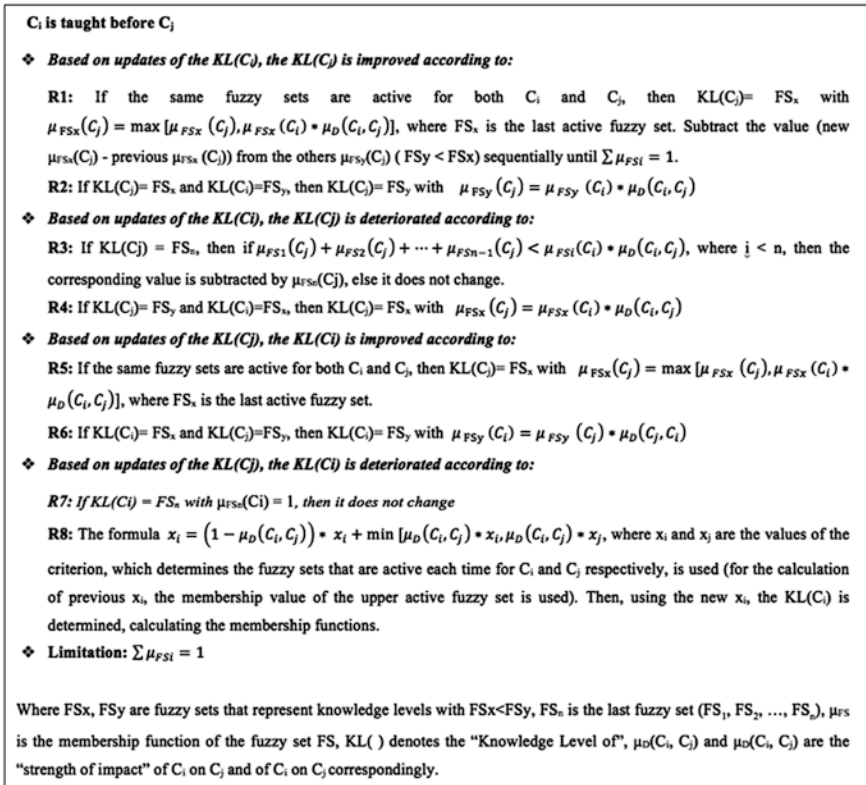 Cᵢ is taught before Cⱼ
❖ Based on updates of the KL(Cᵢ), the KL(Cⱼ) is improved according to:
R1: If the same fuzzy sets are active for both Cᵢ and Cⱼ, then KL(Cⱼ)= FSₓ with
μ_FSx(Cⱼ) = max [μ_FSx (Cⱼ), μ_FSx (Cᵢ) * μ_D(Cᵢ, Cⱼ)], where FSₓ is the last active fuzzy set. Subtract the value (new
μ_FSx(Cⱼ) - previous μ_FSx (Cⱼ)) from the others μ_FSy(Cⱼ) ( FSy < FSx) sequentially until ∑ μ_FSi = 1.
R2: If KL(Cⱼ)= FSₓ and KL(Cᵢ)=FSᵧ, then KL(Cⱼ)= FSᵧ with μ_FSy (Cⱼ) = μ_FSy (Cᵢ) * μ_D(Cᵢ, Cⱼ)
❖ Based on updates of the KL(Ci), the KL(Cⱼ) is deteriorated according to:
R3: If KL(Cj) = FSₙ, then if μ_FS1(Cⱼ) + μ_FS2(Cⱼ) + ⋯ + μ_FSn−1(Cⱼ) < μ_FSi(Cᵢ) * μ_D(Cᵢ, Cⱼ), where i < n, then the
corresponding value is subtracted by μ_FSn(Cj), else it does not change.
R4: If KL(Cⱼ)= FSᵧ and KL(Cᵢ)=FSₓ, then KL(Cⱼ)= FSₓ with μ_FSx (Cⱼ) = μ_FSx (Cᵢ) * μ_D(Cᵢ, Cⱼ)
❖ Based on updates of the KL(Cj), the KL(Ci) is improved according to:
R5: If the same fuzzy sets are active for both Cᵢ and Cⱼ, then KL(Cⱼ)= FSₓ with μ_FSx(Cⱼ) = max [μ_FSx (Cⱼ), μ_FSx (Cᵢ) *
μ_D(Cᵢ, Cⱼ)], where FSₓ is the last active fuzzy set.
R6: If KL(Cᵢ)= FSₓ and KL(Cⱼ)=FSᵧ, then KL(Cᵢ)= FSᵧ with μ_FSy (Cᵢ) = μ_FSy (Cⱼ) * μ_D(Cⱼ, Cᵢ)
❖ Based on updates of the KL(Cj), the KL(Ci) is deteriorated according to:
R7: If KL(Ci) = FSₙ with μ_FSn(Ci) = 1, then it does not change
R8: The formula xᵢ = (1 − μ_D(Cᵢ, Cⱼ)) * xᵢ + min [μ_D(Cᵢ, Cⱼ) * xᵢ, μ_D(Cᵢ, Cⱼ) * xⱼ, where xᵢ and xⱼ are the values of the
criterion, which determines the fuzzy sets that are active each time for Cᵢ and Cⱼ respectively, is used (for the calculation
of previous xᵢ, the membership value of the upper active fuzzy set is used). Then, using the new xᵢ, the KL(Cᵢ) is
determined, calculating the membership functions.
❖ Limitation: ∑ μ_FSi = 1
Where FSx, FSy are fuzzy sets that represent knowledge levels with FSx<FSy, FSₙ is the last fuzzy set (FS₁, FS₂, ..., FSₙ), μ_FS
is the membership function of the fuzzy set FS, KL( ) denotes the “Knowledge Level of”, μ_D(Cᵢ, Cⱼ) and μ_D(Cᵢ, Cⱼ) are the
“strength of impact” of Cᵢ on Cⱼ and of Cᵢ on Cⱼ correspondingly.